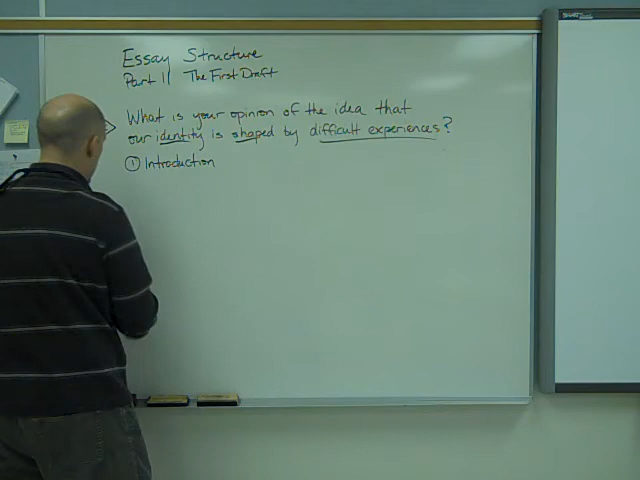 Essay Structure
Part II The First Draft
What is your opinion of the idea that
our identity is shaped by difficult experiences?
① Introduction